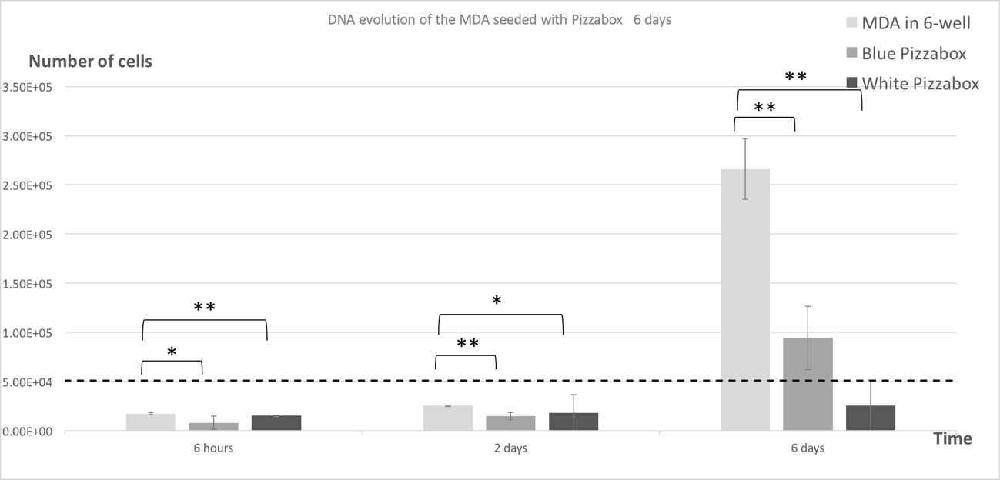 DNA evolution of the MDA seeded with Pizzabox 6 days
MDA in 6-well
Blue Pizzabox
White Pizzabox
Number of cells
3.50E+05
3.00E+05
2.50E+05
2.00E+05
1.50E+05
1.00E+05
5.00E+04
0.00E+00
**
*
*
**
**
**
6 hours
2 days
6 days
Time